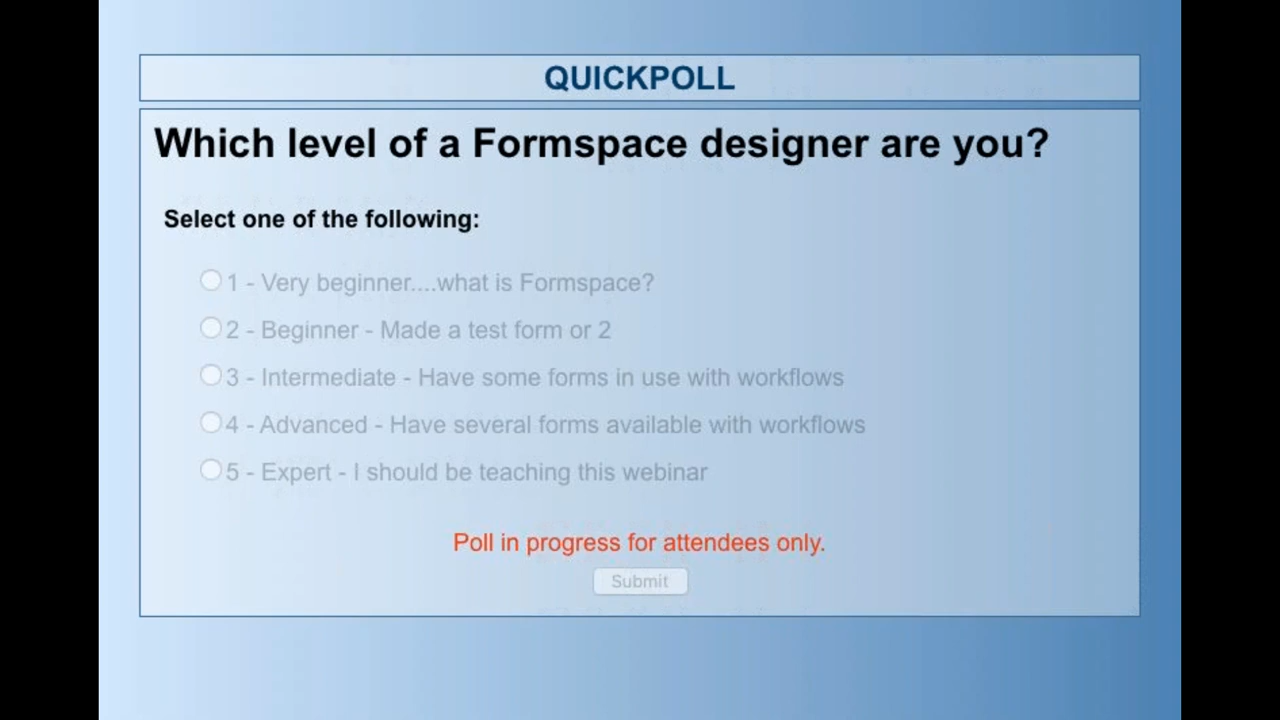 QUICKPOLL
Which level of a Formspace designer are you?
Select one of the following:
1 - Very beginner....what is Formspace?
2 - Beginner - Made a test form or 2
3 - Intermediate - Have some forms in use with workflows
4 - Advanced - Have several forms available with workflows
5 - Expert - I should be teaching this webinar
Poll in progress for attendees only.
Submit